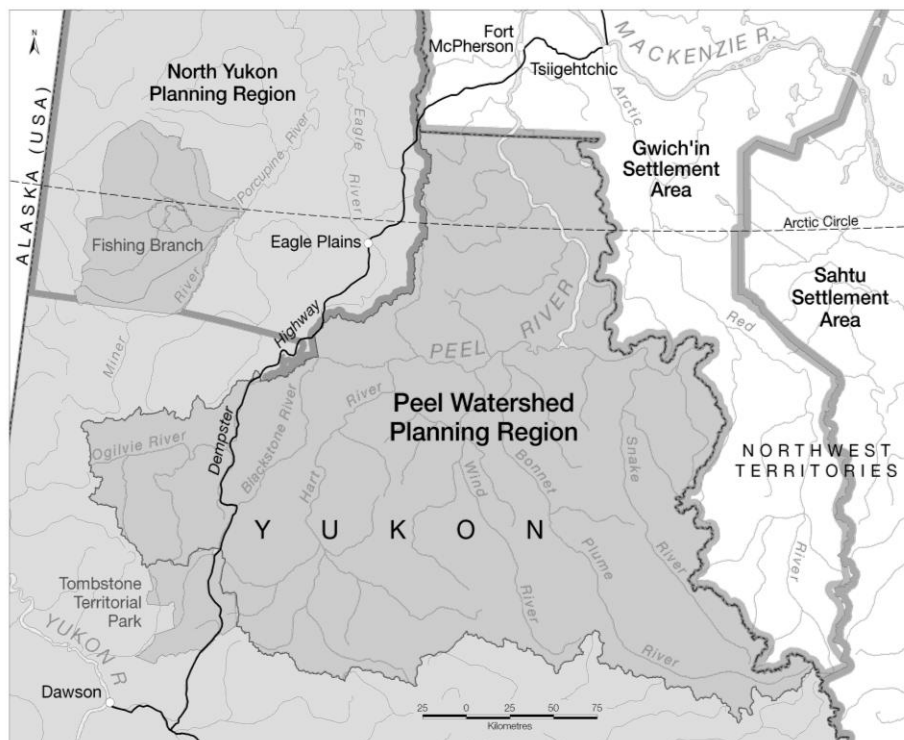 N
Fort
McPherson
MACKENZIE R.
Tsiigehtchic
North Yukon
Planning Region
Arctic
Red
River
Gwich'in
Settlement
Area
ALASKA (USA)
Porcupine River
Eagle
River
Arctic Circle
Fishing Branch
River
Eagle Plains
Sahtu
Settlement
Area
Miner
Dempster
Highway
PEEL RIVER
Peel Watershed
Planning Region
Ogilvie River
Blackstone River
Hart
River
Wind
River
Bonnet
Plume
River
Snake
River
NORTHWEST
TERRITORIES
YUKON
Tombstone
Territorial
Park
YUKON R
Dawson
25 0 25 50 75
Kilometres